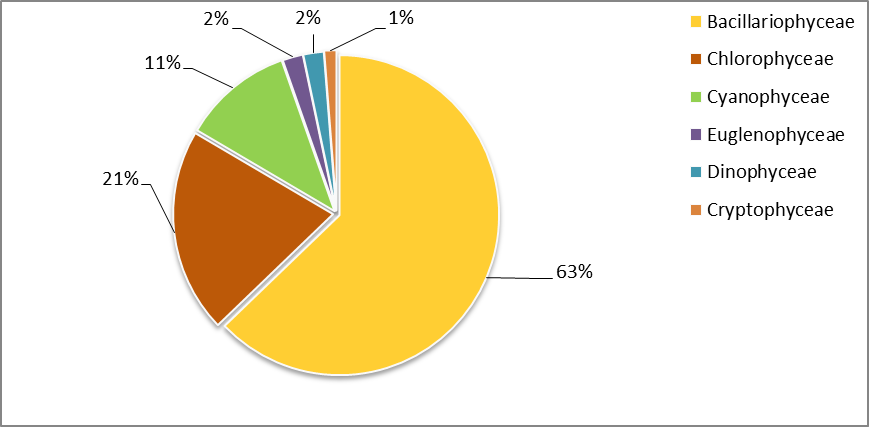 2%
2%
1%
11%
21%
63%
Bacillariophyceae
Chlorophyceae
Cyanophyceae
Euglenophyceae
Dinophyceae
Cryptophyceae